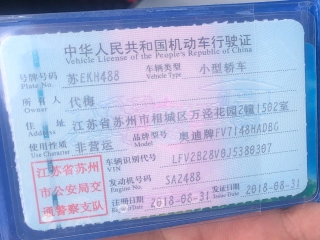 中华人民共和国机动车行驶证
Vehicle License of the People's Republic of China
号牌号码 苏EKH488 车辆类型 小型轿车
Plate No. Vehicle Type
所有人 代梅
Owner
住址 江苏省苏州市相城区万泾花园2幢1502室
Address
使用性质 非营运 品牌型号 奥迪牌FV7148HADBG
Use Character Model
江苏省苏州
市公安局交
通警察支队
车辆识别代号
VIN
发动机号码 5A2488
Engine No.
注册日期 2018-08-31 发证日期 2018-08-31
Register Date Issue Date